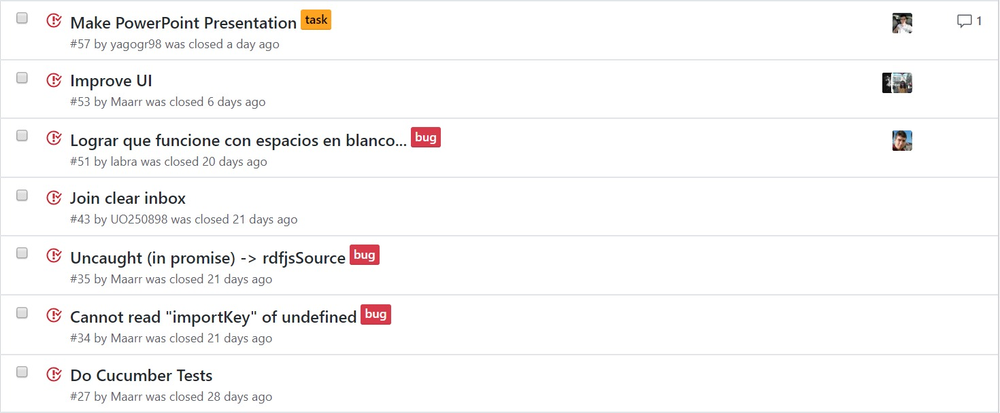 Make PowerPoint Presentation task
1
#57 by yagogr98 was closed a day ago
Improve UI
#53 by Maarr was closed 6 days ago
Lograr que funcione con espacios en blanco... bug
#51 by labra was closed 20 days ago
Join clear inbox
#43 by UO250898 was closed 21 days ago
Uncaught (in promise) -> rdfjsSource bug
#35 by Maarr was closed 21 days ago
Cannot read "importKey" of undefined bug
#34 by Maarr was closed 21 days ago
Do Cucumber Tests
#27 by Maarr was closed 28 days ago